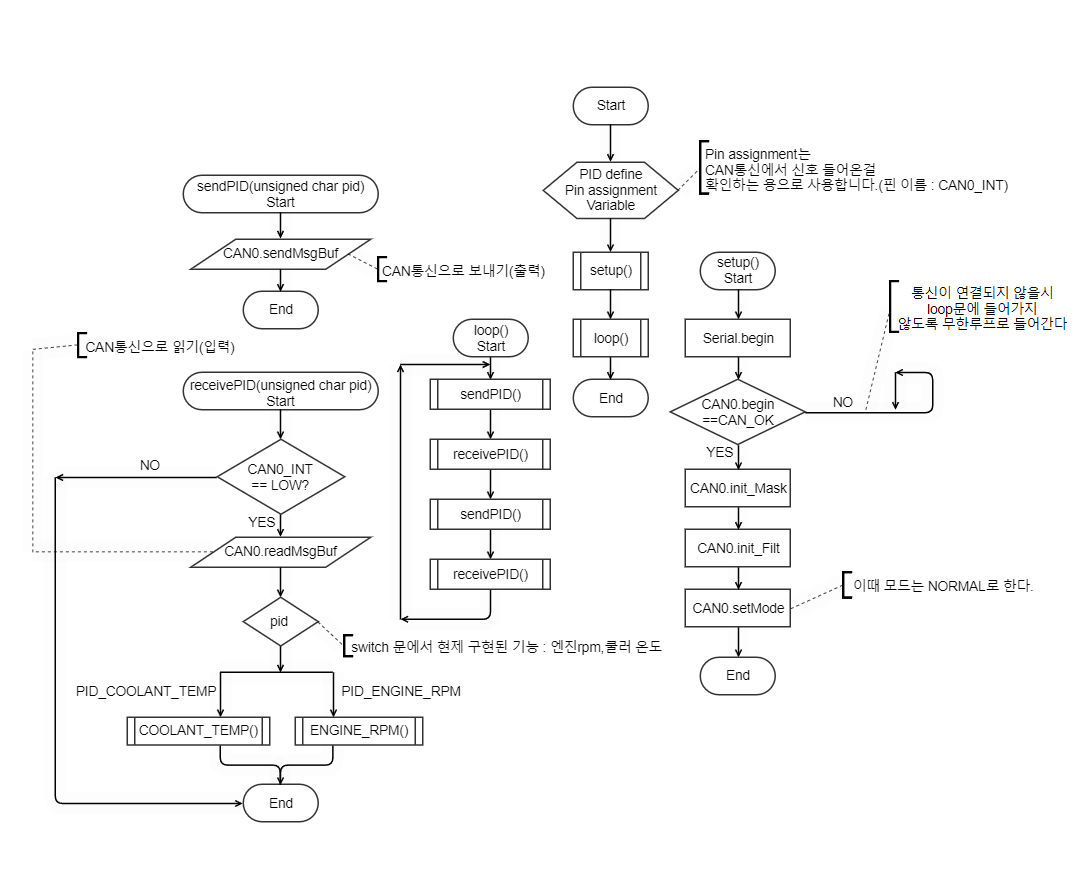 Start
PID define
Pin assignment
Variable
Pin assignment는
CAN통신에서 신호 들어온걸
확인하는 용으로 사용합니다.(핀 이름 : CAN0_INT)
setup()
loop()
End
sendPID(unsigned char pid)
Start
CAN0.sendMsgBuf
CAN통신으로 보내기(출력)
End
CAN통신으로 읽기(입력)
receivePID(unsigned char pid)
Start
CAN0_INT
== LOW?
NO
YES
CAN0.readMsgBuf
pid
switch 문에서 현제 구현된 기능 : 엔진rpm,쿨러 온도
PID_COOLANT_TEMP
PID_ENGINE_RPM
COOLANT_TEMP()
ENGINE_RPM()
End
loop()
Start
sendPID()
receivePID()
sendPID()
receivePID()
setup()
Start
Serial.begin
CAN0.begin
==CAN_OK
NO
통신이 연결되지 않을시
loop문에 들어가지
않도록 무한루프로 들어간다
YES
CAN0.init_Mask
CAN0.init_Filt
CAN0.setMode
이때 모드는 NORMAL로 한다.
End